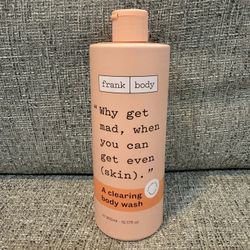 frank body
“Why get
mad, when
you can
get even
(skin).”
A clearing
body wash